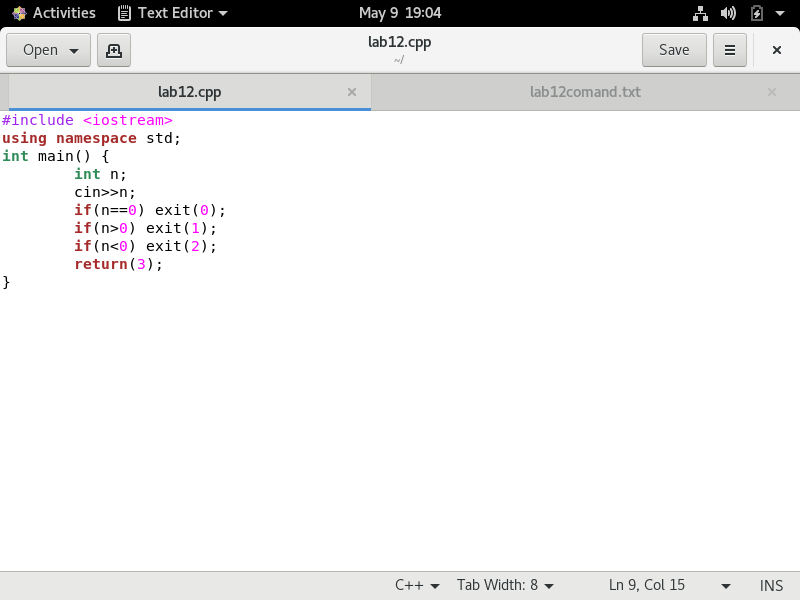 Activities Text Editor May 9 19:04
Open lab12.cpp Save
~/
lab12.cpp lab12comand.txt
#include <iostream>
using namespace std;
int main() {
        int n;
        cin>>n;
        if(n==0) exit(0);
        if(n>0) exit(1);
        if(n<0) exit(2);
        return(3);
}
C++ Tab Width: 8 Ln 9, Col 15 INS